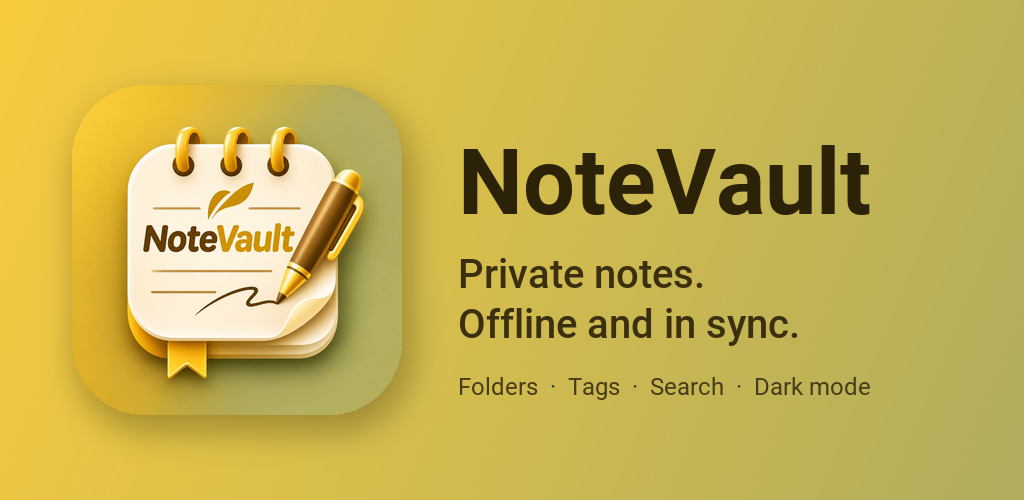 NoteVault
NoteVault
Private notes.
Offline and in sync.
Folders · Tags · Search · Dark mode